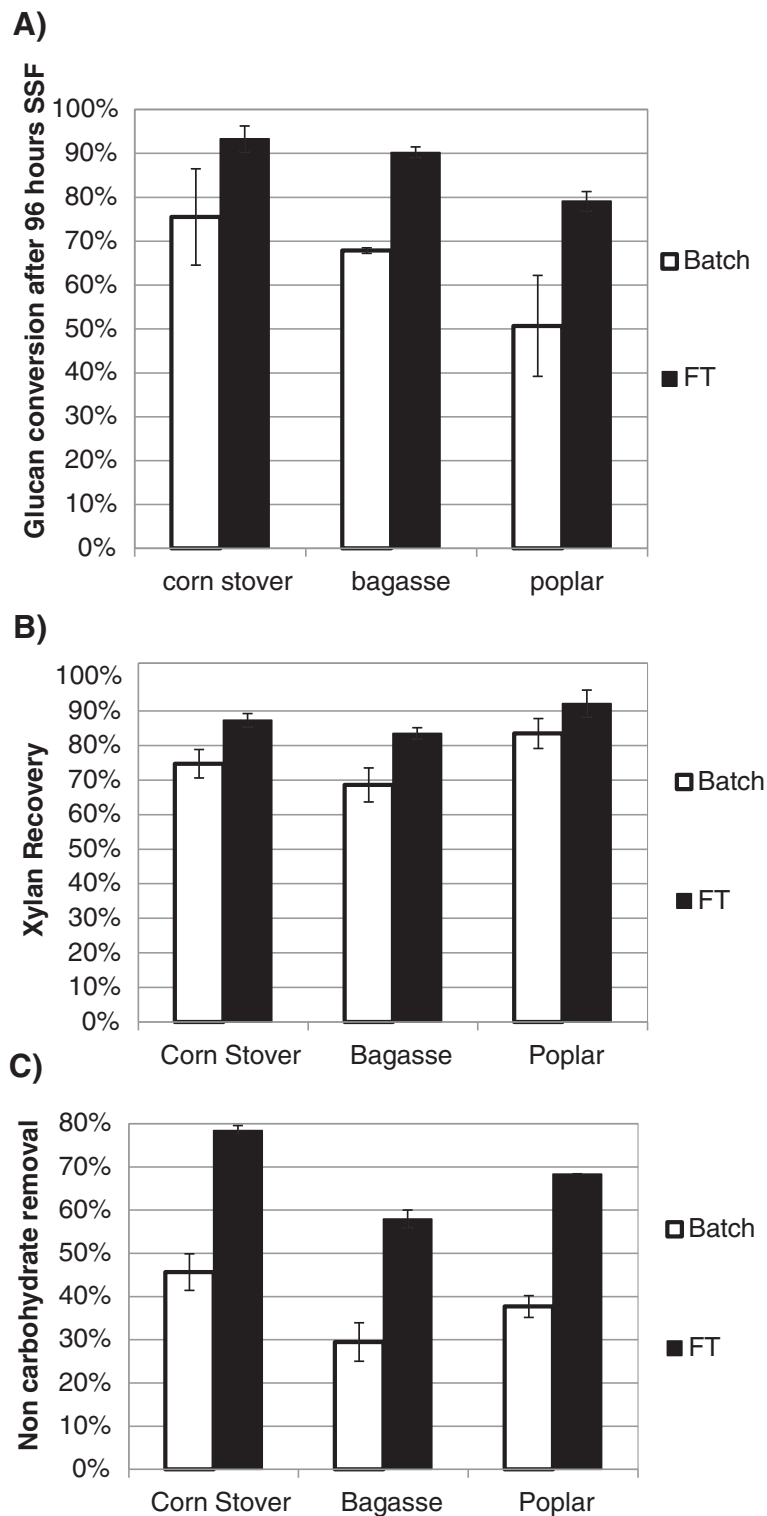 A)
Glucan conversion after 96 hours SSF
100%
90%
80%
70%
60%
50%
40%
30%
20%
10%
0%
corn stover bagasse poplar
Batch
FT
B)
Xylan Recovery
100%
90%
80%
70%
60%
50%
40%
30%
20%
10%
0%
Corn Stover Bagasse Poplar
Batch
FT
C)
Non carbohydrate removal
80%
70%
60%
50%
40%
30%
20%
10%
0%
Corn Stover Bagasse Poplar
Batch
FT